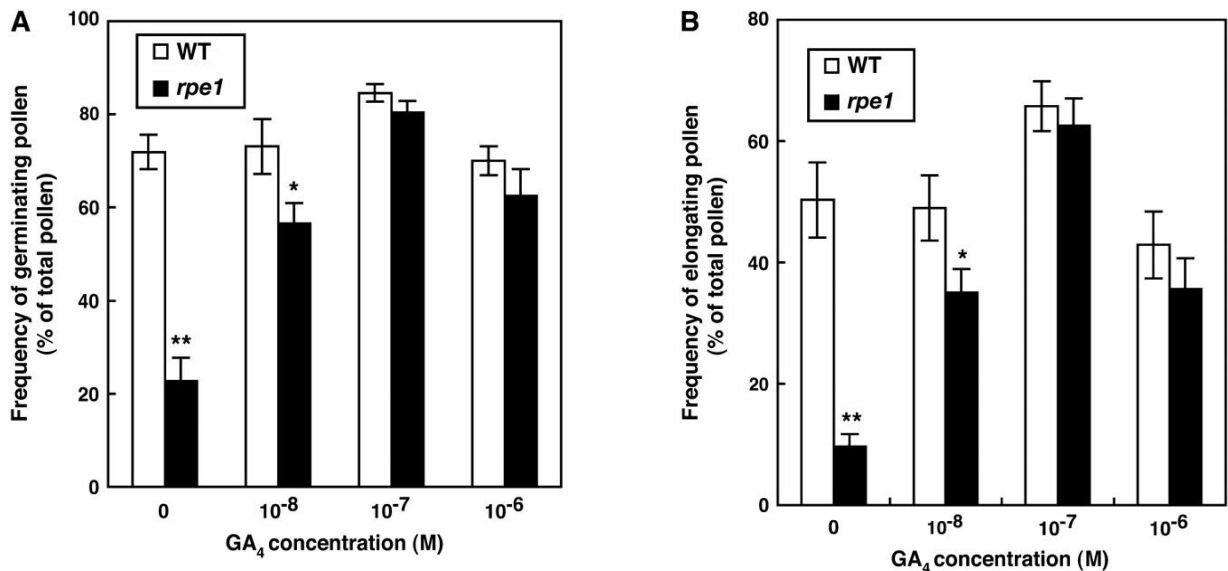 A
WT
rpe1
Frequency of germinating pollen
(% of total pollen)
100
80
60
40
20
0
**
*
0
10⁻⁸
10⁻⁷
10⁻⁶
GA₄ concentration (M)
B
WT
rpe1
Frequency of elongating pollen
(% of total pollen)
80
60
40
20
0
**
*
0
10⁻⁸
10⁻⁷
10⁻⁶
GA₄ concentration (M)